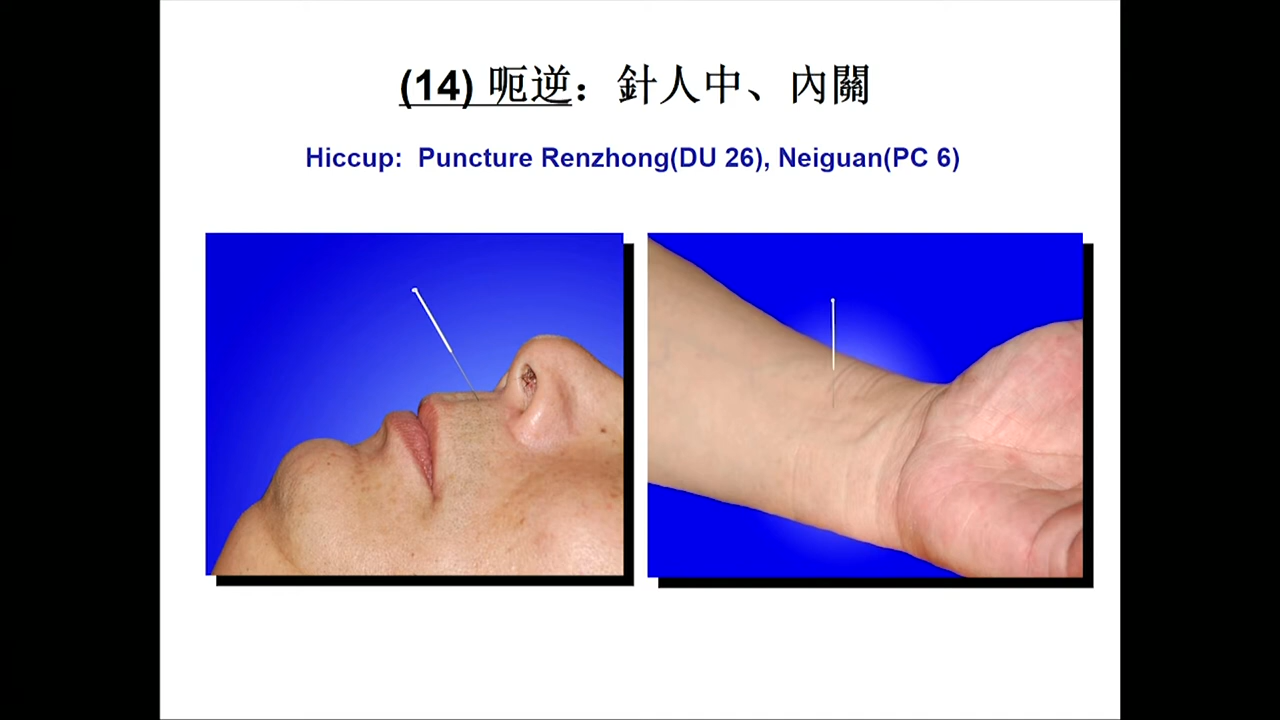 (14) 呃逆：針人中、內關
Hiccup: Puncture Renzhong(DU 26), Neiguan(PC 6)